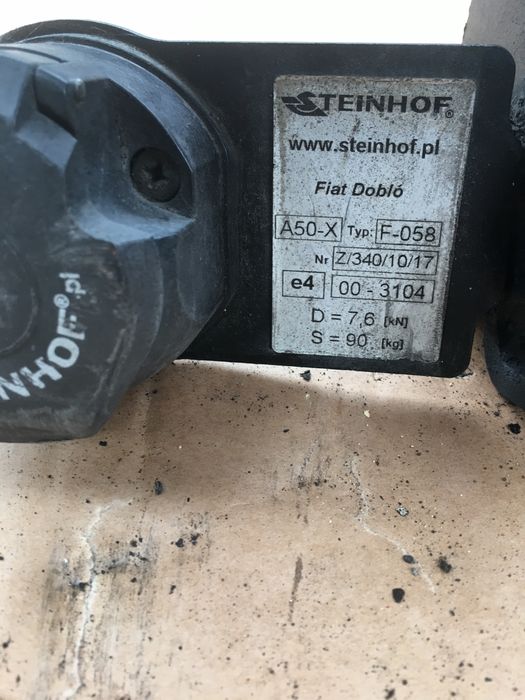 STEINHOF®
www.steinhof.pl
Fiat Dobló
A50-X Typ: F-058
Nr Z/340/10/17
e4 00 - 3104
D = 7,6 [kN]
S = 90 [kg]
NHOF®.pl